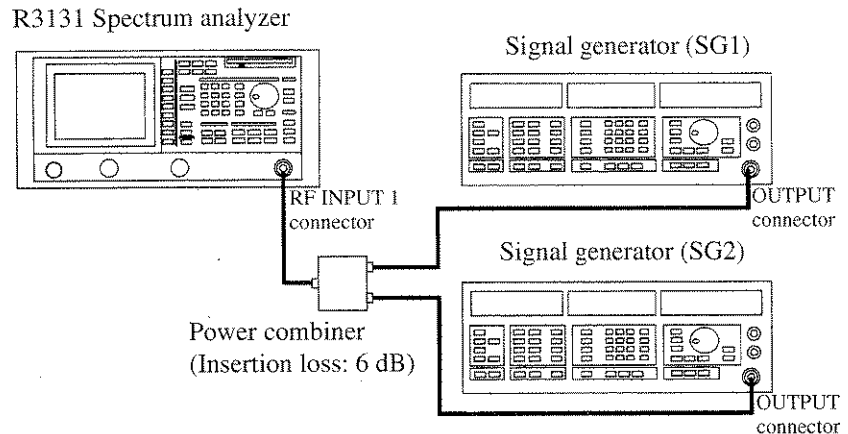 R3131 Spectrum analyzer
Signal generator (SG1)
RF INPUT 1
connector
OUTPUT
connector
Signal generator (SG2)
Power combiner
(Insertion loss: 6 dB)
OUTPUT
connector